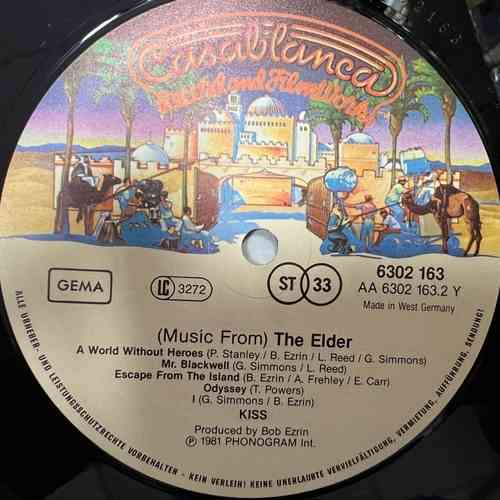 Casablanca
Record and FilmWorks
GEMA
LC 3272
ST 33
6302 163
AA 6302 163.2 Y
Made in West Germany
(Music From) The Elder
A World Without Heroes (P. Stanley / B. Ezrin / L. Reed / G. Simmons)
Mr. Blackwell (G. Simmons / L. Reed)
Escape From The Island (B. Ezrin / A. Frehley / E. Carr)
Odyssey (T. Powers)
I (G. Simmons / B. Ezrin)
KISS
Produced by Bob Ezrin
Ⓟ 1981 PHONOGRAM Int.
ALLE URHEBER- UND LEISTUNGSSCHUTZRECHTE VORBEHALTEN - KEIN VERLEIH! KEINE UNERLAUBTE VERVIELFÄLTIGUNG, VERMIETUNG, AUFFÜHRUNG, SENDUNG!